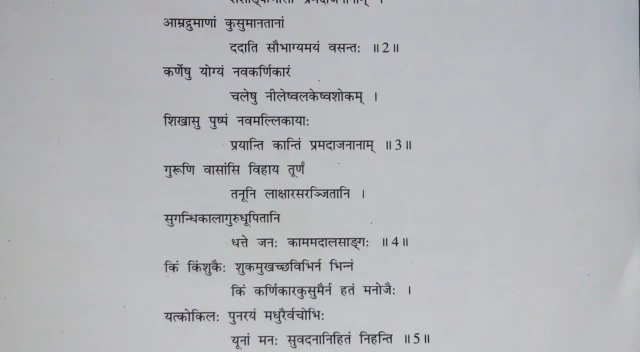 प्रमदाजनानाम् ।
आम्रद्रुमाणां कुसुमानतानां
ददाति सौभाग्यमयं वसन्तः ॥2॥
कर्णेषु योग्यं नवकर्णिकारं
चलेषु नीलेष्वलकेष्वशोकम् ।
शिखासु पुष्पं नवमल्लिकायाः
प्रयान्ति कान्तिं प्रमदाजनानाम् ॥3॥
गुरूणि वासांसि विहाय तूर्णं
तनूनि लाक्षारसरञ्जितानि ।
सुगन्धिकालागुरुधूपितानि
धत्ते जनः काममदालसाङ्गः ॥4॥
किं किंशुकैः शुकमुखच्छविभिर्न भिन्नं
किं कर्णिकारकुसुमैर्न हतं मनोजैः ।
यत्कोकिलः पुनरयं मधुरैर्वचोभिः
यूनां मनः सुवदनानिहितं निहन्ति ॥5॥